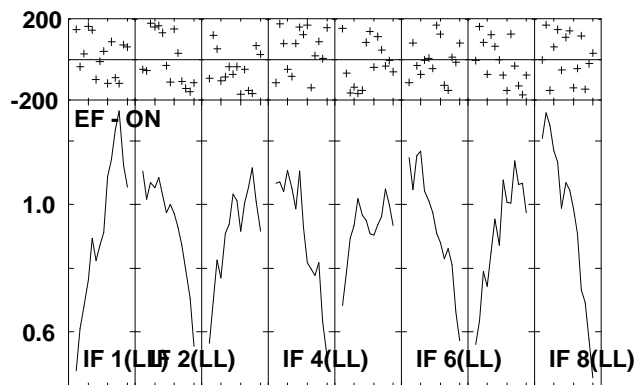 200
-200
EF - ON
1.0
0.6
IF 1(LL) IF 2(LL) IF 4(LL) IF 6(LL) IF 8(LL)